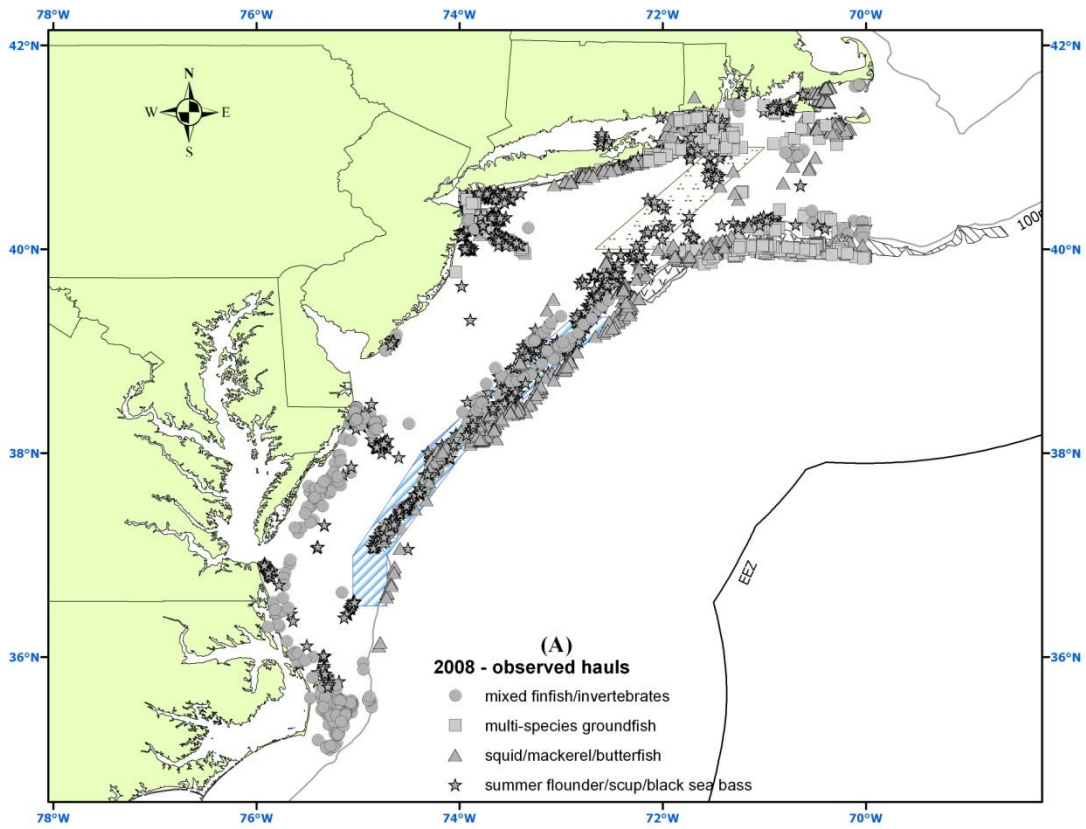 78°W 76°W 74°W 72°W 70°W
42°N 42°N
N
W E
S
100m
40°N 40°N
38°N 38°N
EEZ
36°N 36°N
(A)
2008 - observed hauls
mixed finfish/invertebrates
multi-species groundfish
squid/mackerel/butterfish
summer flounder/scup/black sea bass
78°W 76°W 74°W 72°W 70°W